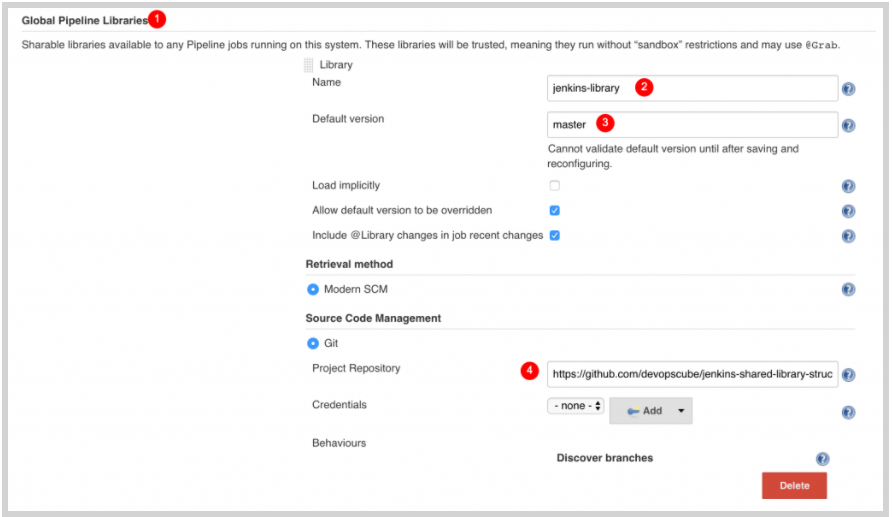 Global Pipeline Libraries 1
Sharable libraries available to any Pipeline jobs running on this system. These libraries will be trusted, meaning they run without “sandbox” restrictions and may use @Grab.
Library
Name jenkins-library 2 ?
Default version master 3 ?
Cannot validate default version until after saving and
reconfiguring.
Load implicitly ?
Allow default version to be overridden ?
Include @Library changes in job recent changes ?
Retrieval method
Modern SCM ?
Source Code Management
Git
Project Repository 4 https://github.com/devopscube/jenkins-shared-library-struc ?
Credentials - none - Add ?
Behaviours
Discover branches ?
Delete